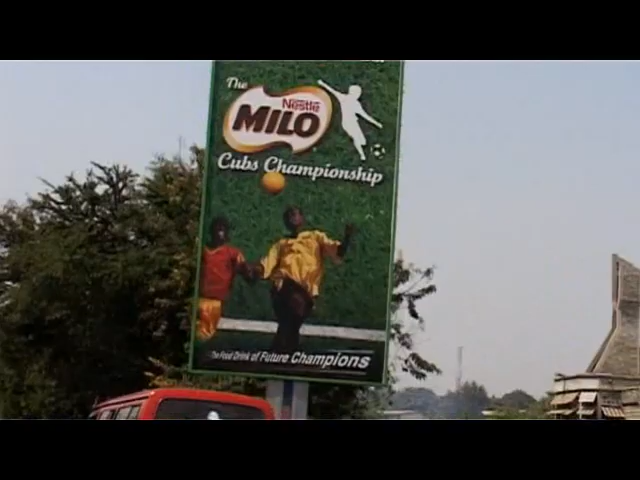 The
Nestlé
MILO
Cubs Championship
The Food Drink of Future Champions